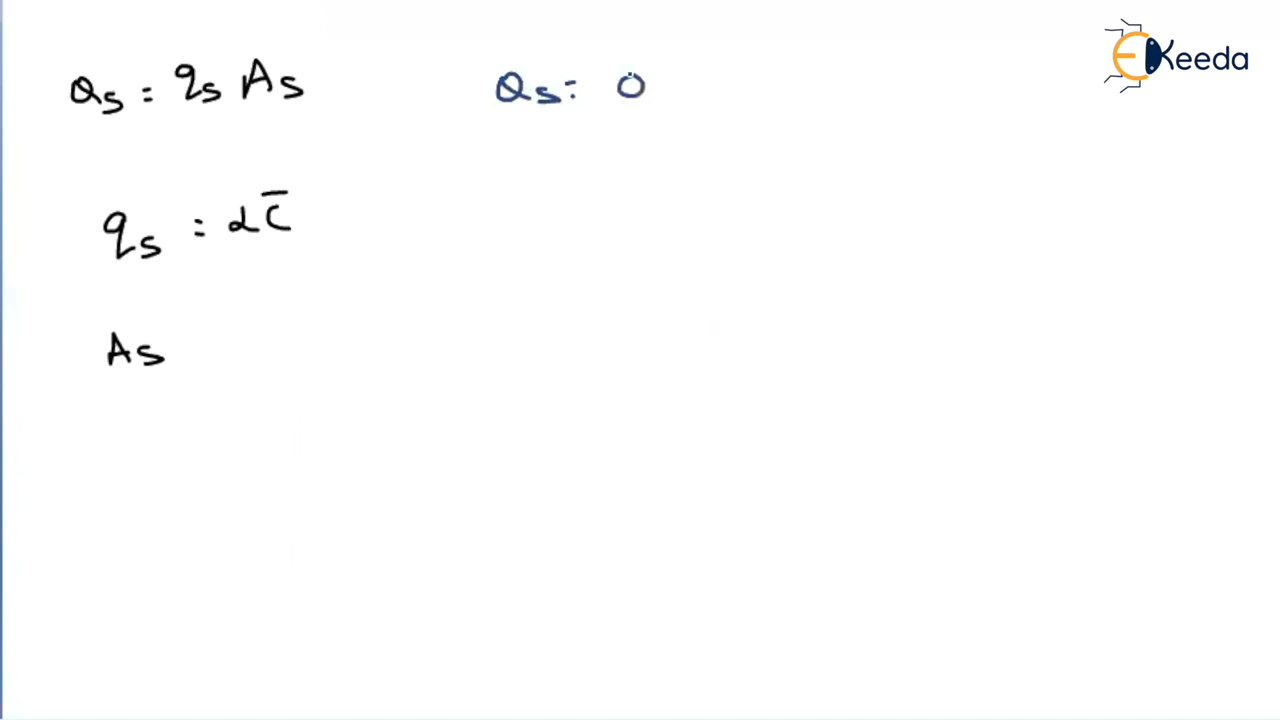 Qs = qs As
Qs = 0
qs = αc̄
As
EKeeda